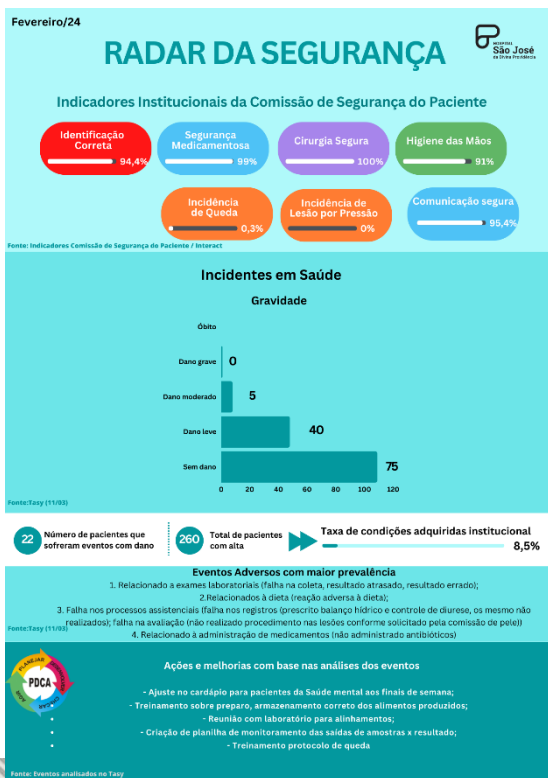 Fevereiro/24
RADAR DA SEGURANÇA
HOSPITAL
São José
da Divina Providência
Indicadores Institucionais da Comissão de Segurança do Paciente
Identificação
Correta
94,4%
Segurança
Medicamentosa
99%
Cirurgia Segura
100%
Higiene das Mãos
91%
Incidência
de Queda
0,3%
Incidência de
Lesão por Pressão
0%
Comunicação segura
95,4%
Fonte: Indicadores Comissão de Segurança do Paciente / Interact
Incidentes em Saúde
Gravidade
Óbito
Dano grave 0
Dano moderado 5
Dano leve 40
Sem dano 75
0 20 40 60 80 100 120
Fonte:Tasy (11/03)
22
Número de pacientes que
sofreram eventos com dano
260
Total de pacientes
com alta
Taxa de condições adquiridas institucional
8,5%
Eventos Adversos com maior prevalência
1. Relacionado a exames laboratoriais (falha na coleta, resultado atrasado, resultado errado);
2.Relacionados à dieta (reação adversa à dieta);
3. Falha nos processos assistenciais (falha nos registros (prescrito balanço hídrico e controle de diurese, os mesmo não
realizados); falha na avaliação (não realizado procedimento nas lesões conforme solicitado pela comissão de pele))
4. Relacionado à administração de medicamentos (não administrado antibióticos)
Fonte:Tasy (11/03)
PLANEJAR
PDCA
AGIR
Ações e melhorias com base nas análises dos eventos
- Ajuste no cardápio para pacientes da Saúde mental aos finais de semana;
- Treinamento sobre preparo, armazenamento correto dos alimentos produzidos;
• - Reunião com laboratório para alinhamentos;
• - Criação de planilha de monitoramento das saídas de amostras x resultado;
• - Treinamento protocolo de queda
Fonte: Eventos analisados no Tasy